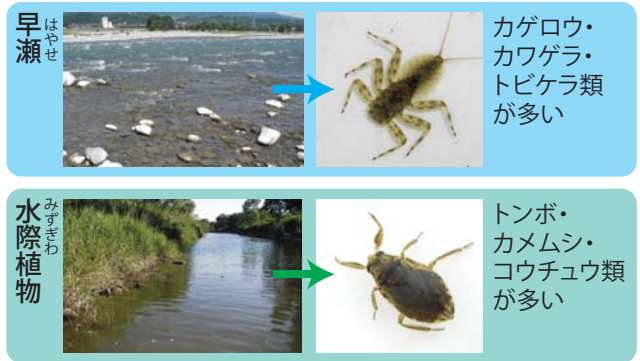 早瀬
はやせ
カゲロウ・
カワゲラ・
トビケラ類
が多い
水際植物
みずぎわ
トンボ・
カメムシ・
コウチュウ類
が多い